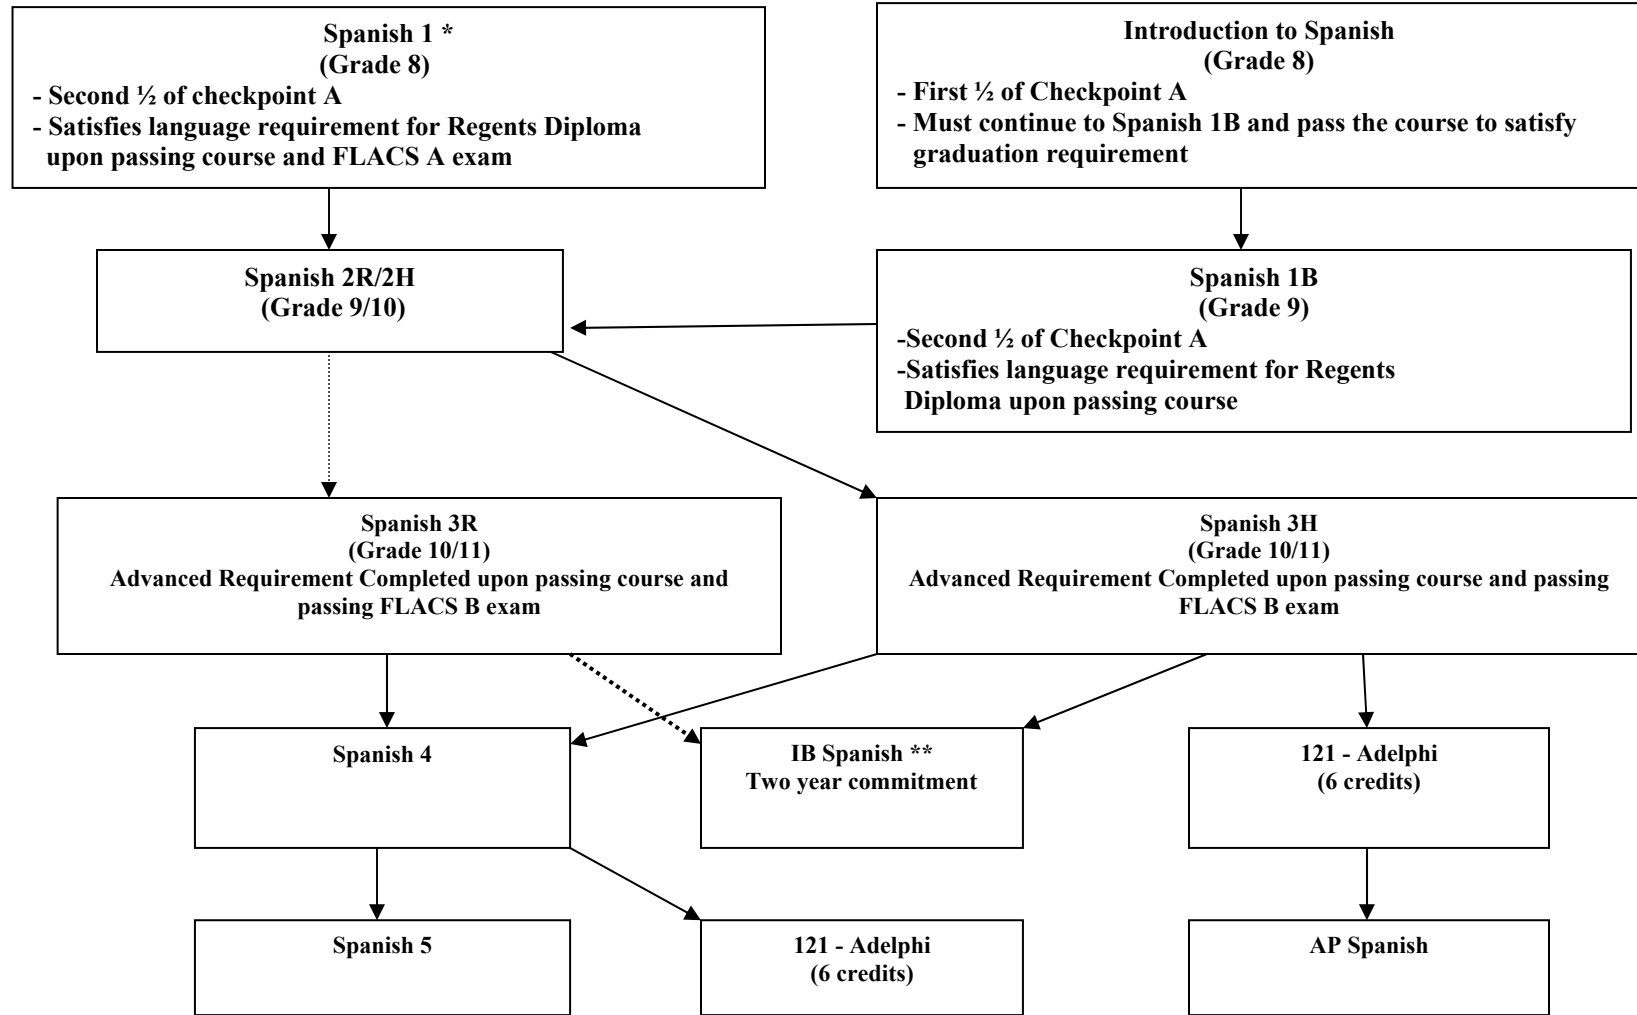 Spanish 1 *
(Grade 8)
- Second ½ of checkpoint A
- Satisfies language requirement for Regents Diploma
upon passing course and FLACS A exam
Introduction to Spanish
(Grade 8)
- First ½ of Checkpoint A
- Must continue to Spanish 1B and pass the course to satisfy
graduation requirement
Spanish 2R/2H
(Grade 9/10)
Spanish 1B
(Grade 9)
-Second ½ of Checkpoint A
-Satisfies language requirement for Regents
Diploma upon passing course
Spanish 3R
(Grade 10/11)
Advanced Requirement Completed upon passing course and
passing FLACS B exam
Spanish 3H
(Grade 10/11)
Advanced Requirement Completed upon passing course and passing
FLACS B exam
Spanish 4
IB Spanish **
Two year commitment
121 - Adelphi
(6 credits)
Spanish 5
121 - Adelphi
(6 credits)
AP Spanish